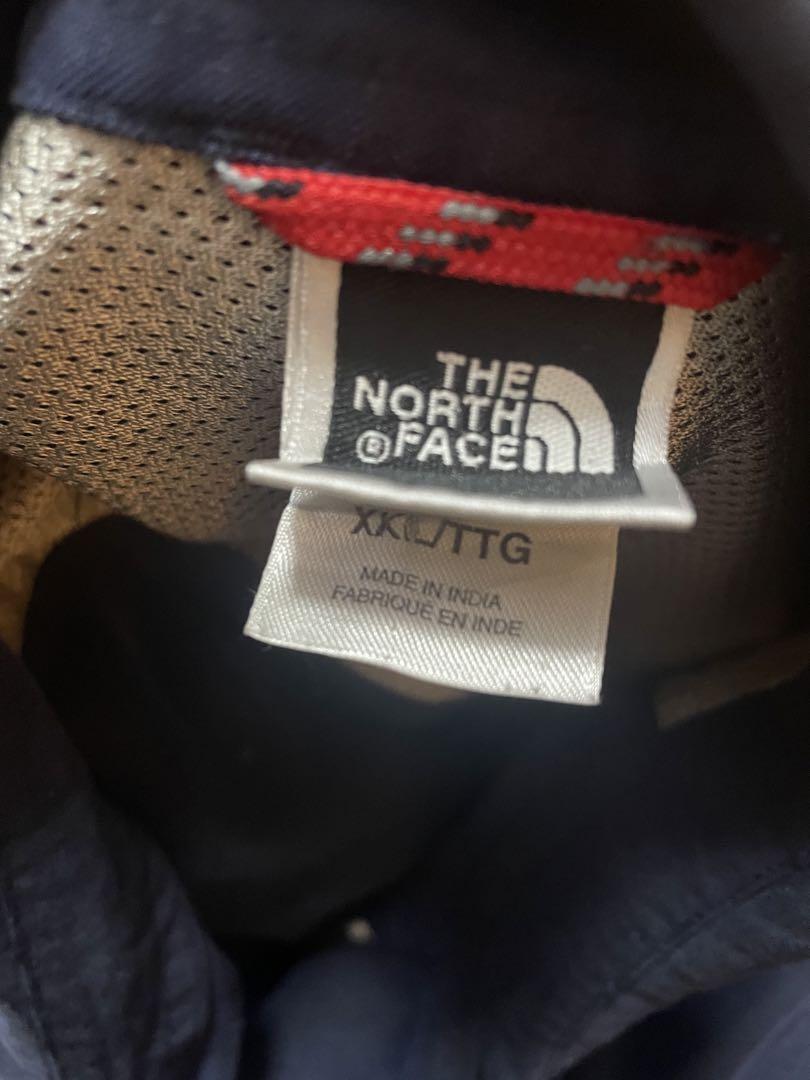 THE
NORTH
®FACE
XXL/TTG
MADE IN INDIA
FABRIQUÉ EN INDE